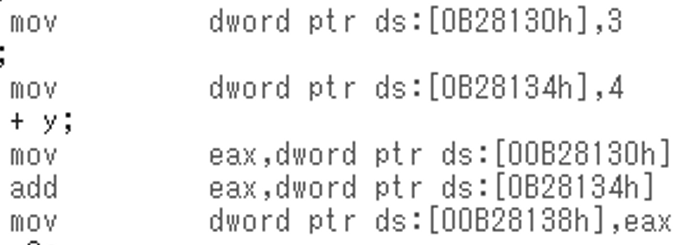 mov dword ptr ds:[0B28130h],3
;
mov dword ptr ds:[0B28134h],4
+ y;
mov eax,dword ptr ds:[00B28130h]
add eax,dword ptr ds:[0B28134h]
mov dword ptr ds:[00B28138h],eax